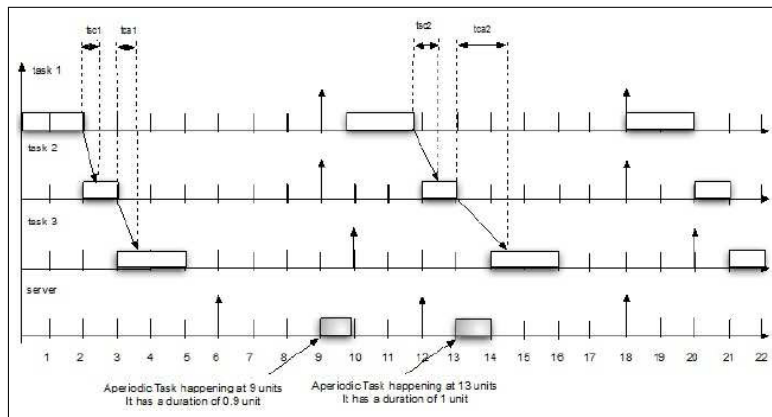 tsc1 tca1 tsc2 tca2
task 1
task 2
task 3
server
1 2 3 4 5 6 7 8 9 10 11 12 13 14 15 16 17 18 19 20 21 22
Aperiodic Task happening at 9 units
It has a duration of 0.9 unit
Aperiodic Task happening at 13 units
It has a duration of 1 unit